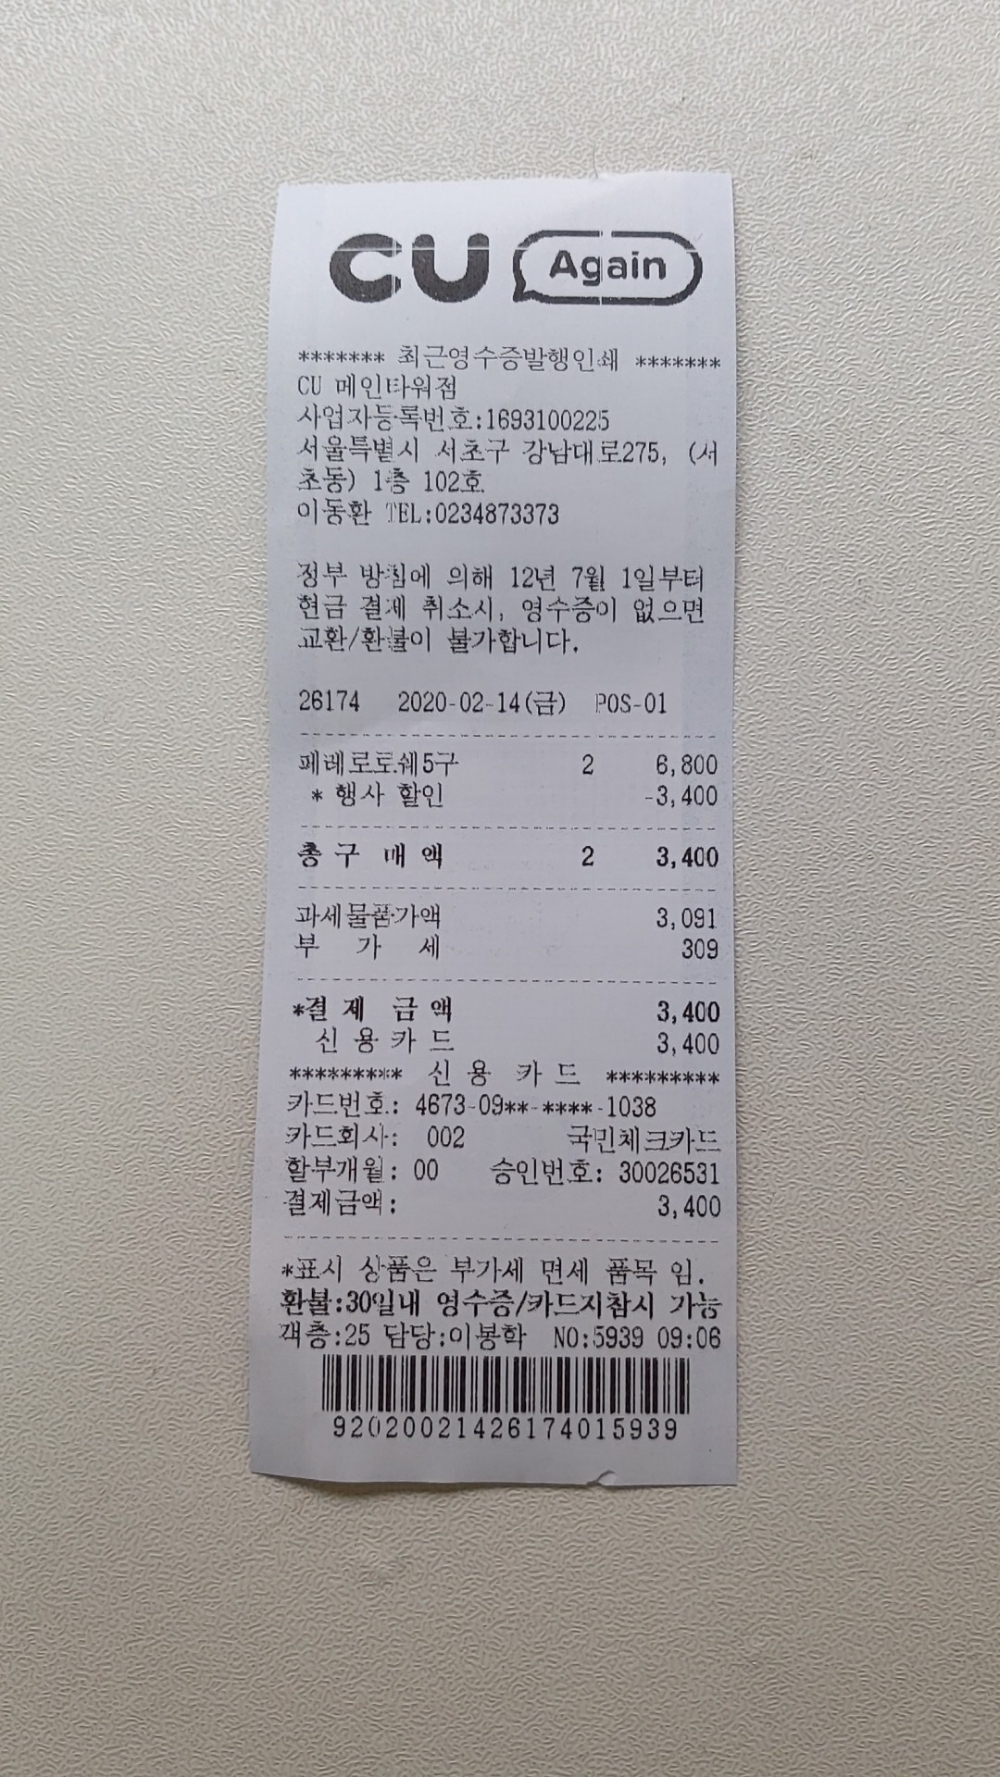 CU Again
******* 최근영수증발행인쇄 *******
CU 메인타워점
사업자등록번호:1693100225
서울특별시 서초구 강남대로275, (서
초동) 1층 102호
이동환 TEL:0234873373
정부 방침에 의해 12년 7월 1일부터
현금 결제 취소시, 영수증이 없으면
교환/환불이 불가합니다.
26174 2020-02-14(금) POS-01
페레로로쉐5구 2 6,800
* 행사 할인 -3,400
총 구 매 액 2 3,400
과세물품가액 3,091
부 가 세 309
*결 제 금 액 3,400
신 용 카 드 3,400
********* 신 용 카 드 *********
카드번호: 4673-09**-****-1038
카드회사: 002 국민체크카드
할부개월: 00 승인번호: 30026531
결제금액: 3,400
*표시 상품은 부가세 면세 품목 임.
환불:30일내 영수증/카드지참시 가능
객층:25 담당:이봉학 NO:5939 09:06
92020021426174015939